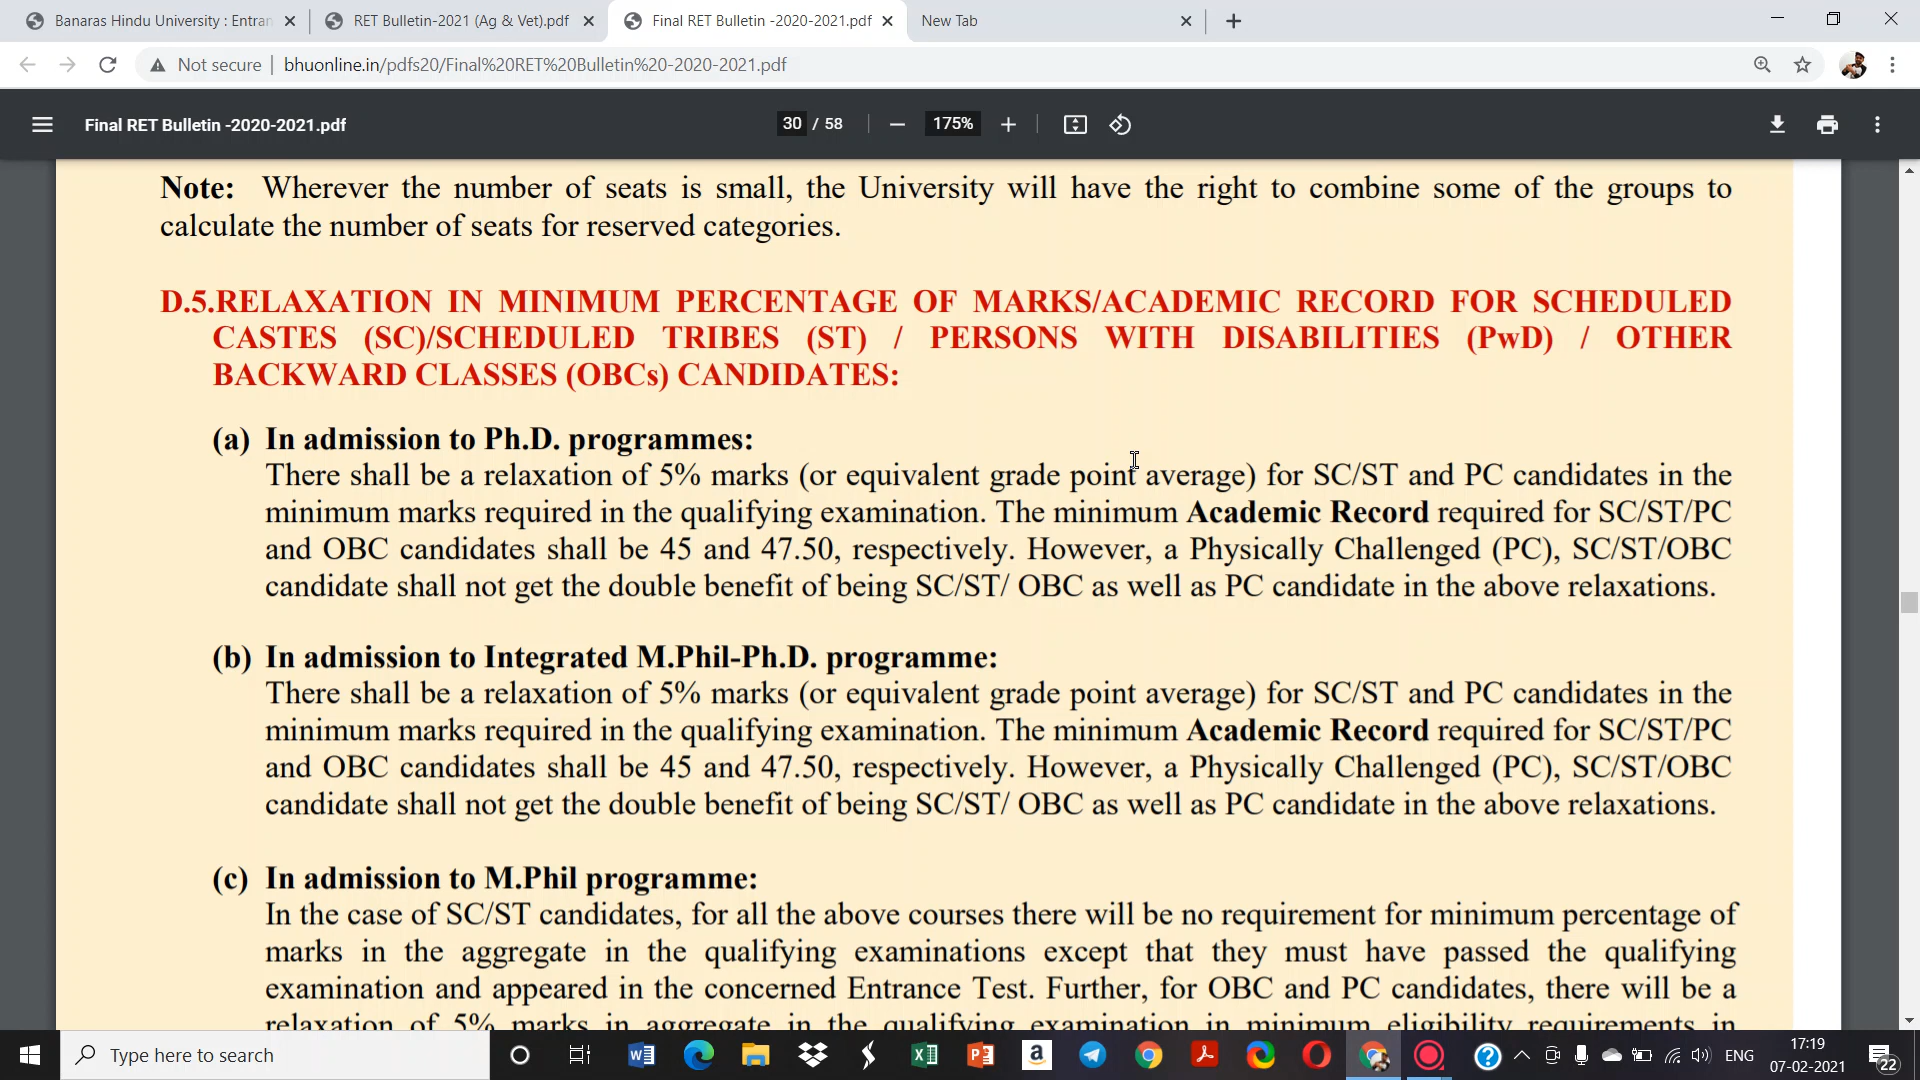 Banaras Hindu University : Entran
RET Bulletin-2021 (Ag & Vet).pdf
Final RET Bulletin -2020-2021.pdf
New Tab
Not secure
bhuonline.in/pdfs20/Final%20RET%20Bulletin%20-2020-2021.pdf
Final RET Bulletin -2020-2021.pdf
30 / 58
175%
Note: Wherever the number of seats is small, the University will have the right to combine some of the groups to
calculate the number of seats for reserved categories.
D.5.RELAXATION IN MINIMUM PERCENTAGE OF MARKS/ACADEMIC RECORD FOR SCHEDULED
CASTES (SC)/SCHEDULED TRIBES (ST) / PERSONS WITH DISABILITIES (PwD) / OTHER
BACKWARD CLASSES (OBCs) CANDIDATES:
(a) In admission to Ph.D. programmes:
There shall be a relaxation of 5% marks (or equivalent grade point average) for SC/ST and PC candidates in the
minimum marks required in the qualifying examination. The minimum Academic Record required for SC/ST/PC
and OBC candidates shall be 45 and 47.50, respectively. However, a Physically Challenged (PC), SC/ST/OBC
candidate shall not get the double benefit of being SC/ST/ OBC as well as PC candidate in the above relaxations.
(b) In admission to Integrated M.Phil-Ph.D. programme:
There shall be a relaxation of 5% marks (or equivalent grade point average) for SC/ST and PC candidates in the
minimum marks required in the qualifying examination. The minimum Academic Record required for SC/ST/PC
and OBC candidates shall be 45 and 47.50, respectively. However, a Physically Challenged (PC), SC/ST/OBC
candidate shall not get the double benefit of being SC/ST/ OBC as well as PC candidate in the above relaxations.
(c) In admission to M.Phil programme:
In the case of SC/ST candidates, for all the above courses there will be no requirement for minimum percentage of
marks in the aggregate in the qualifying examinations except that they must have passed the qualifying
examination and appeared in the concerned Entrance Test. Further, for OBC and PC candidates, there will be a
relaxation of 5% marks in aggregate in the qualifying examination in minimum eligibility requirements in
Type here to search
ENG
17:19
07-02-2021
22